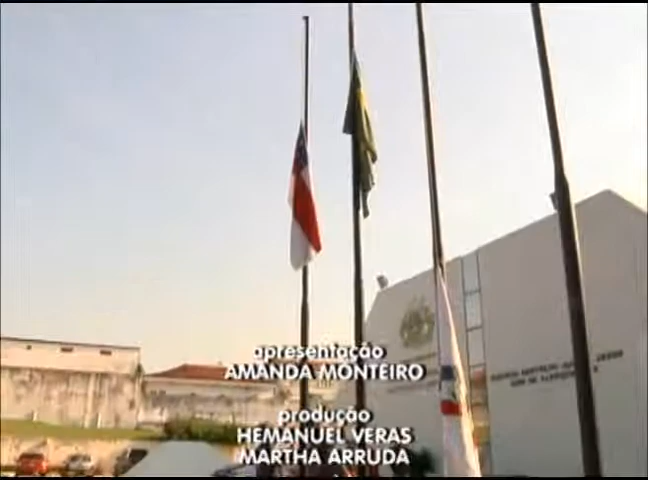 apresentação
AMANDA MONTEIRO
produção
HEMANUEL VERAS
MARTHA ARRUDA